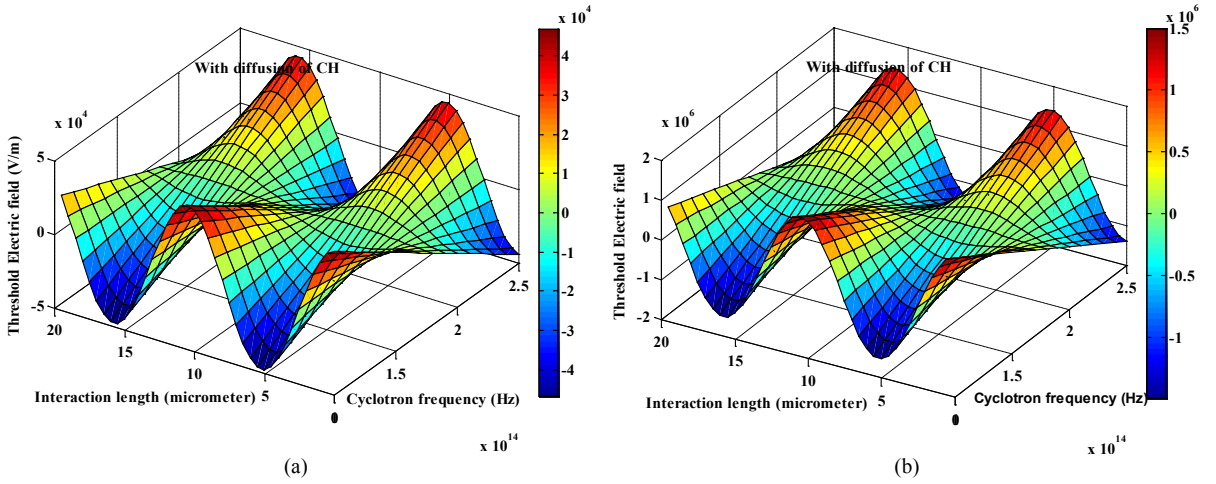 x 10^4
With diffusion of CH
x 10^4
Threshold Electric field (V/m)
5
0
-5
20
15
10
5
0
Interaction length (micrometer)
2.5
2
1.5
Cyclotron frequency (Hz)
x 10^14
4
3
2
1
0
-1
-2
-3
-4
(a)
x 10^6
With diffusion of CH
x 10^6
Threshold Electric field
2
1
0
-1
-2
20
15
10
5
0
Interaction length (micrometer)
2.5
2
1.5
Cyclotron frequency (Hz)
x 10^14
1.5
1
0.5
0
-0.5
-1
(b)